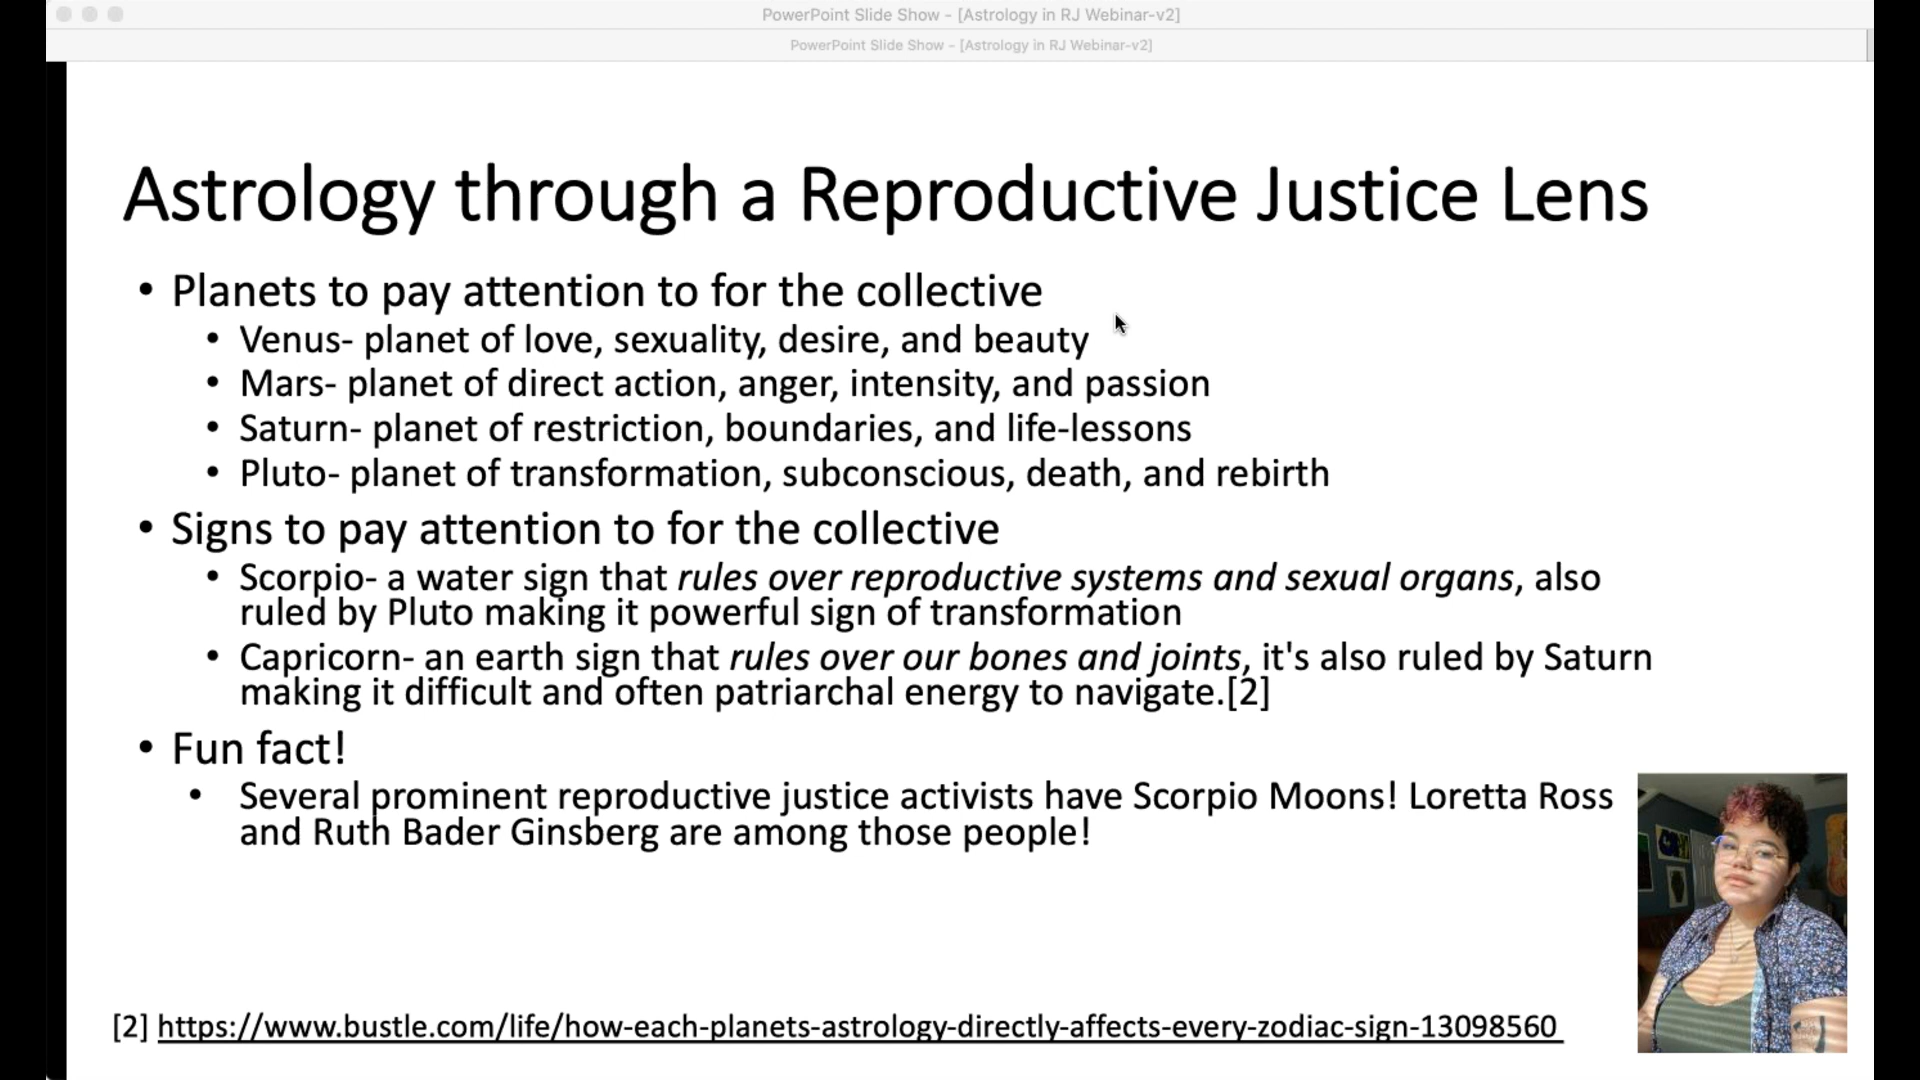 PowerPoint Slide Show - [Astrology in RJ Webinar-v2]
PowerPoint Slide Show - [Astrology in RJ Webinar-v2]
Astrology through a Reproductive Justice Lens
• Planets to pay attention to for the collective
• Venus- planet of love, sexuality, desire, and beauty
• Mars- planet of direct action, anger, intensity, and passion
• Saturn- planet of restriction, boundaries, and life-lessons
• Pluto- planet of transformation, subconscious, death, and rebirth
• Signs to pay attention to for the collective
• Scorpio- a water sign that rules over reproductive systems and sexual organs, also
ruled by Pluto making it powerful sign of transformation
• Capricorn- an earth sign that rules over our bones and joints, it's also ruled by Saturn
making it difficult and often patriarchal energy to navigate.[2]
• Fun fact!
• Several prominent reproductive justice activists have Scorpio Moons! Loretta Ross
and Ruth Bader Ginsberg are among those people!
[2] https://www.bustle.com/life/how-each-planets-astrology-directly-affects-every-zodiac-sign-13098560